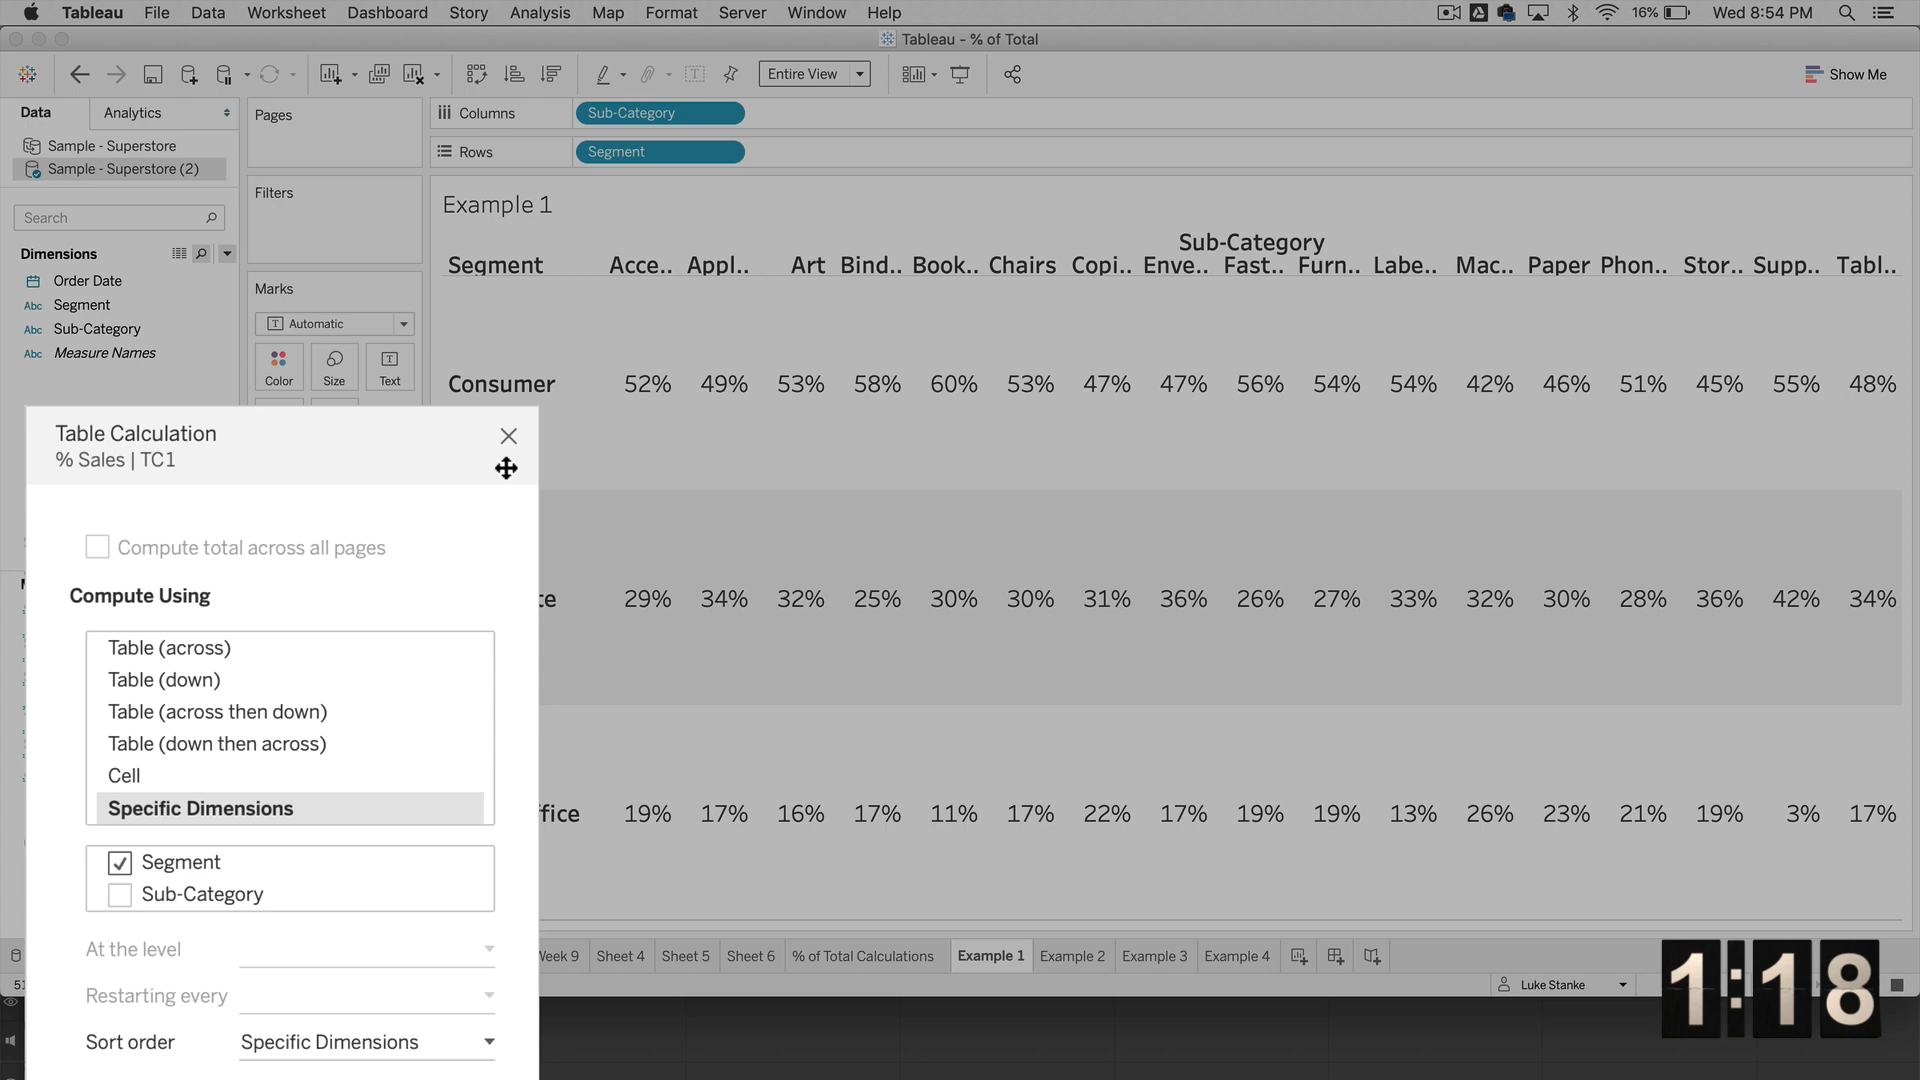 Tableau File Data Worksheet Dashboard Story Analysis Map Format Server Window Help 16% Wed 8:54 PM
Tableau - % of Total
Entire View Show Me
Data Analytics
Sample - Superstore
Sample - Superstore (2)
Search
Dimensions
Order Date
Abc Segment
Abc Sub-Category
Abc Measure Names
Pages
Filters
Marks
Automatic
Color Size Text
Columns Sub-Category
Rows Segment
Example 1
Sub-Category
Segment Acce.. Appl.. Art Bind.. Book.. Chairs Copi.. Enve.. Fast.. Furn.. Labe.. Mac.. Paper Phon.. Stor.. Supp.. Tabl..
Consumer 52% 49% 53% 58% 60% 53% 47% 47% 56% 54% 54% 42% 46% 51% 45% 55% 48%
te 29% 34% 32% 25% 30% 30% 31% 36% 26% 27% 33% 32% 30% 28% 36% 42% 34%
ffice 19% 17% 16% 17% 11% 17% 22% 17% 19% 19% 13% 26% 23% 21% 19% 3% 17%
Table Calculation
% Sales | TC1
Compute total across all pages
Compute Using
Table (across)
Table (down)
Table (across then down)
Table (down then across)
Cell
Specific Dimensions
Segment
Sub-Category
At the level
Restarting every
Sort order Specific Dimensions
Week 9 Sheet 4 Sheet 5 Sheet 6 % of Total Calculations Example 1 Example 2 Example 3 Example 4
Luke Stanke
1:18